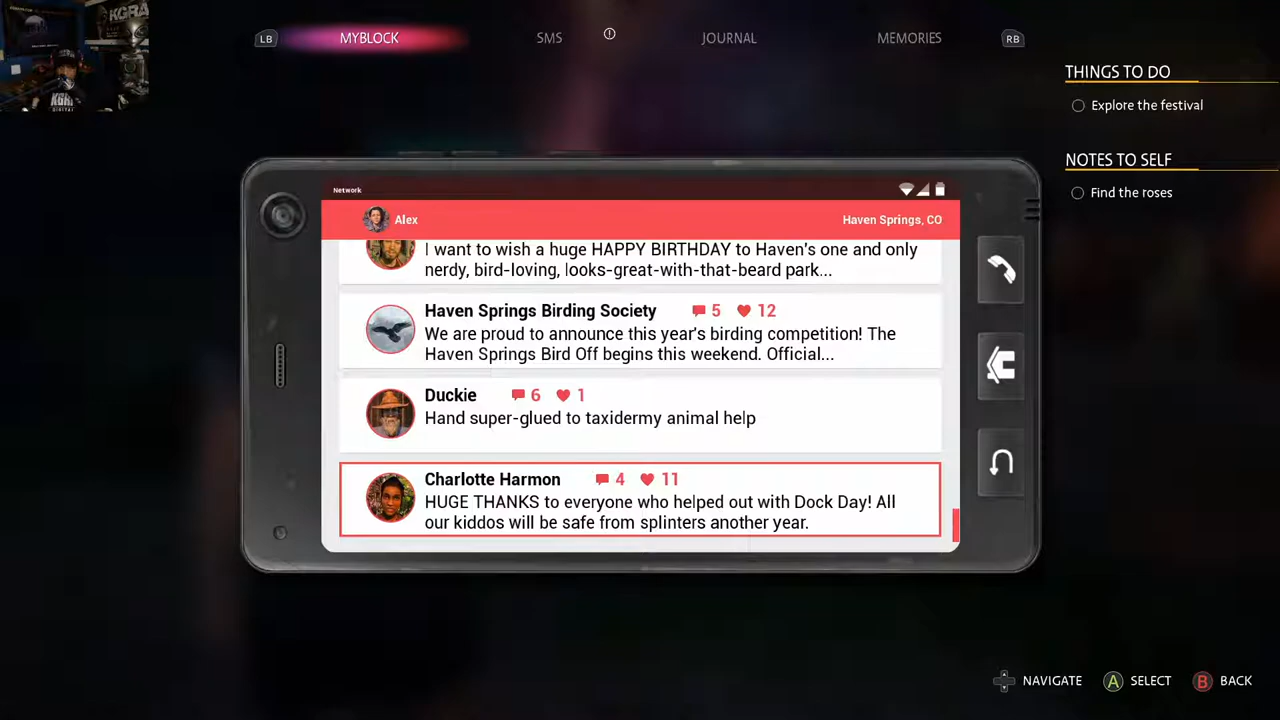 KGRA
KGRA
DIGITAL
LB
MYBLOCK
SMS
JOURNAL
MEMORIES
RB
THINGS TO DO
Explore the festival
NOTES TO SELF
Find the roses
Network
Alex
Haven Springs, CO
I want to wish a huge HAPPY BIRTHDAY to Haven's one and only
nerdy, bird-loving, looks-great-with-that-beard park...
Haven Springs Birding Society 5 12
We are proud to announce this year's birding competition! The
Haven Springs Bird Off begins this weekend. Official...
Duckie 6 1
Hand super-glued to taxidermy animal help
Charlotte Harmon 4 11
HUGE THANKS to everyone who helped out with Dock Day! All
our kiddos will be safe from splinters another year.
NAVIGATE
A SELECT
B BACK